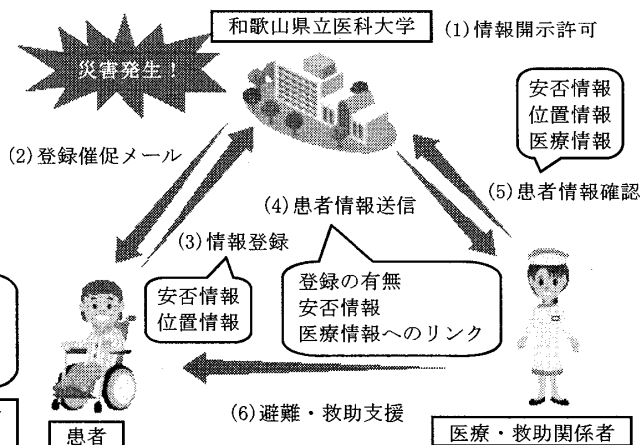 和歌山県立医科大学
(1)情報開示許可
災害発生！
安否情報
位置情報
医療情報
(2)登録催促メール
(5)患者情報確認
(4)患者情報送信
(3)情報登録
安否情報
位置情報
登録の有無
安否情報
医療情報へのリンク
(6)避難・救助支援
患者
医療・救助関係者